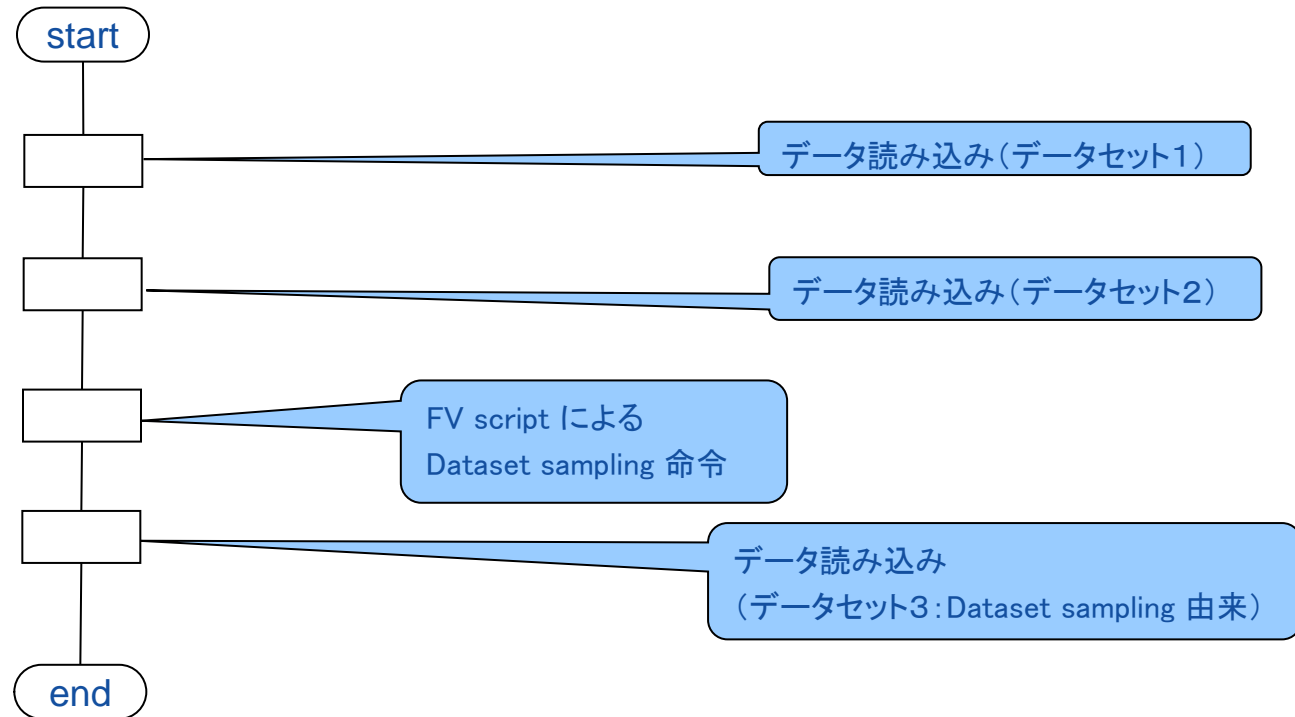 start
データ読み込み（データセット１）
データ読み込み（データセット２）
FV script による
Dataset sampling 命令
データ読み込み
（データセット３：Dataset sampling 由来）
end